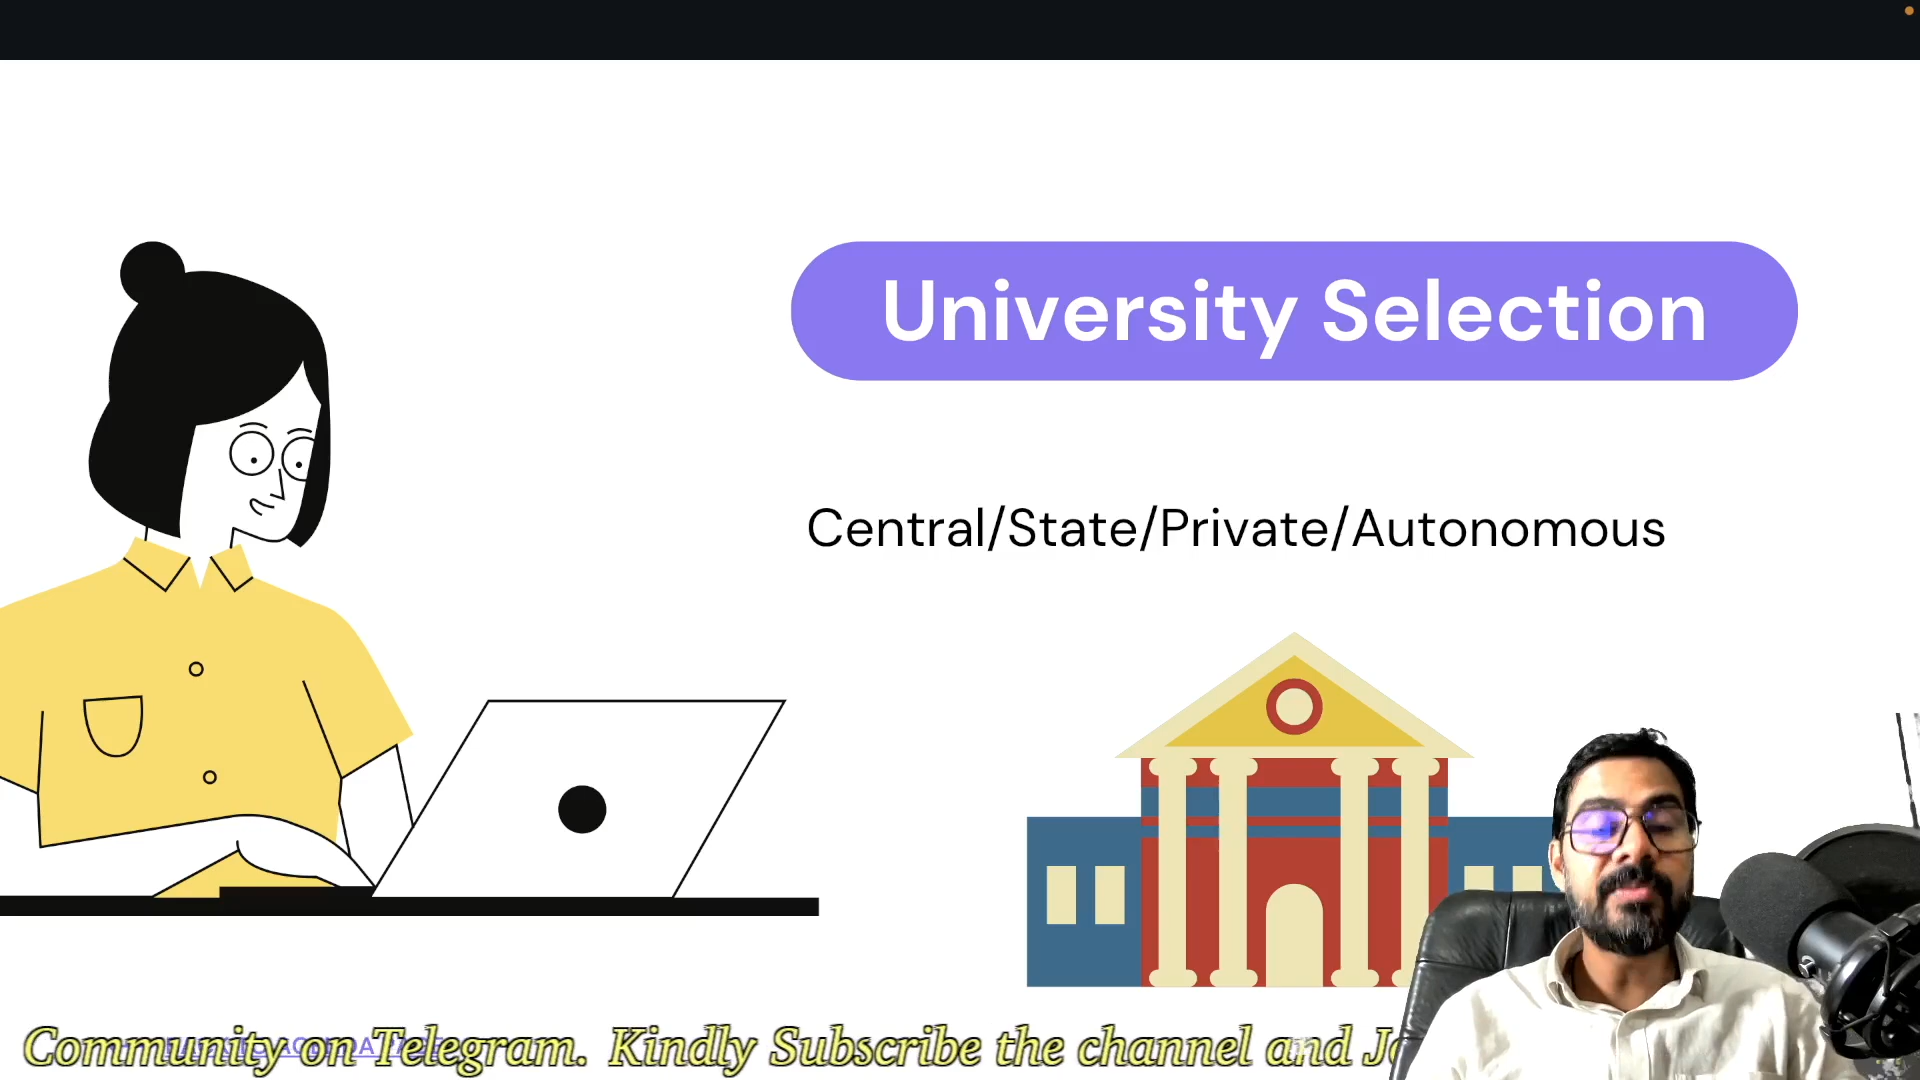 University Selection
Central/State/Private/Autonomous
Community on Telegram. Kindly Subscribe the channel and